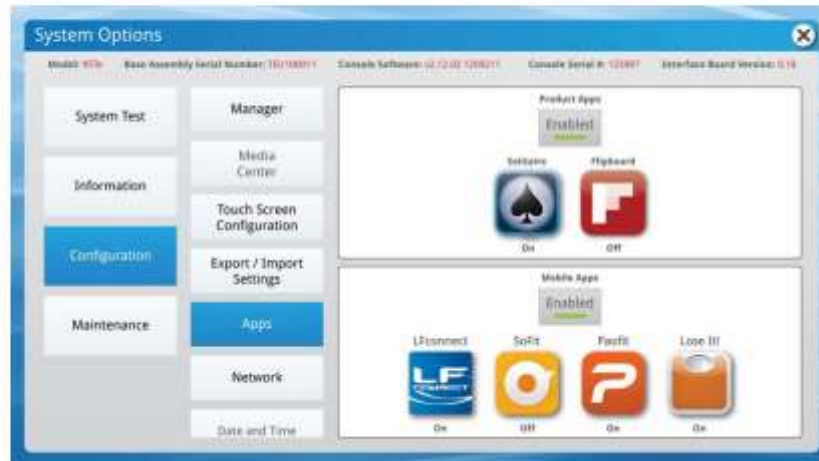 System Options
Base Assembly Serial Number:
Console Software:
Console Serial #:
Interface Board Version:
System Test
Information
Configuration
Maintenance
Manager
Media
Center
Touch Screen
Configuration
Export / Import
Settings
Apps
Network
Date and Time
Product Apps
Enabled
Solitaire Flipboard
On Off
Mobile Apps
Enabled
LFconnect SoFit Paofit Lose It!
LF
CONNECT
On Off On On